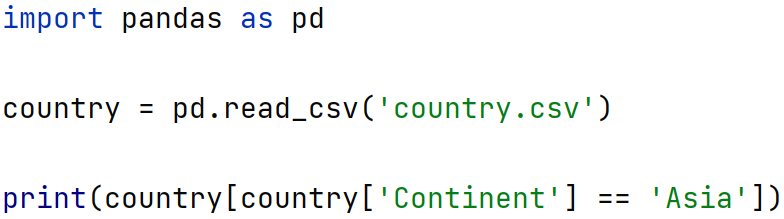 import pandas as pd
country = pd.read_csv('country.csv')
print(country[country['Continent'] == 'Asia'])